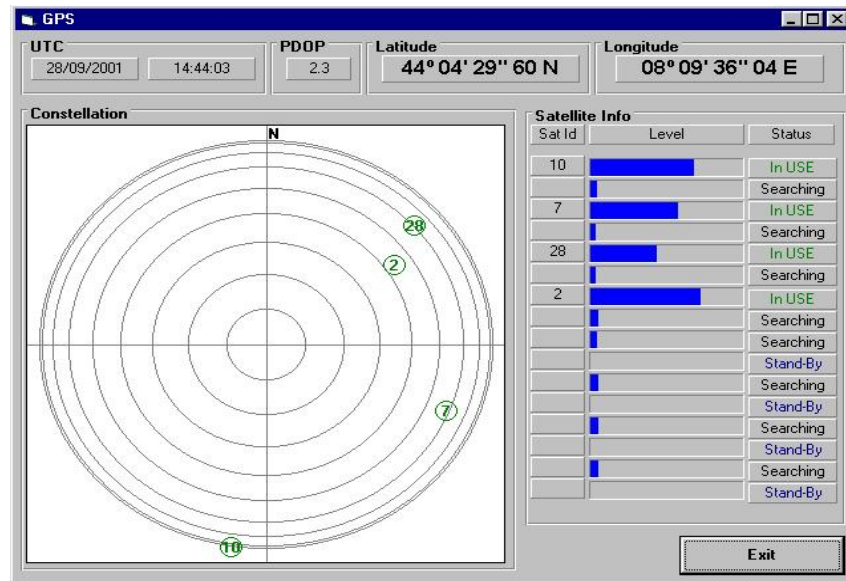 GPS
UTC
28/09/2001 14:44:03
PDOP
2.3
Latitude
44º 04' 29'' 60 N
Longitude
08º 09' 36'' 04 E
Constellation
N
28
2
7
10
Satellite Info
Sat Id Level Status
10 In USE
Searching
7 In USE
Searching
28 In USE
Searching
2 In USE
Searching
Searching
Stand-By
Searching
Stand-By
Searching
Stand-By
Searching
Stand-By
Exit